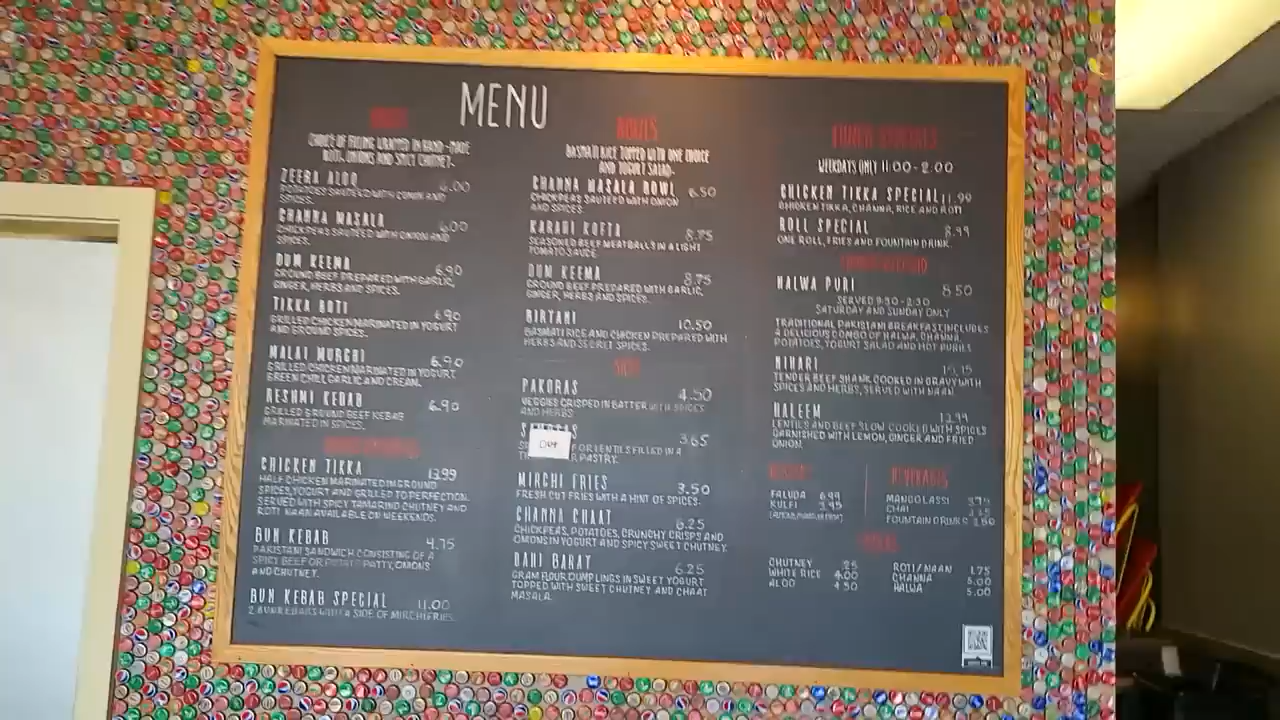 MENU
ROLLS
CHOICE OF FILLING WRAPPED IN HAND-MADE
ROTI, ONIONS AND SPICY CHUTNEY.
ZEERA ALOO 6.00
POTATOES SAUTEED WITH CUMIN AND
SPICES.
CHANNA MASALA 6.00
CHICKPEAS SAUTEED WITH ONION AND
SPICES.
DUM KEEMA 6.90
GROUND BEEF PREPARED WITH GARLIC,
GINGER, HERBS AND SPICES.
TIKKA BOTI 6.90
GRILLED CHICKEN MARINATED IN YOGURT
AND GROUND SPICES.
MALAI MURGHI 6.90
GRILLED CHICKEN MARINATED IN YOGURT,
GREEN CHILI, GARLIC AND CREAM.
RESHMI KEBAB 6.90
GRILLED GROUND BEEF KEBAB
MARINATED IN SPICES.
CHICKEN TIKKA 13.99
HALF CHICKEN MARINATED IN GROUND
SPICES, YOGURT AND GRILLED TO PERFECTION.
SERVED WITH SPICY TAMARIND CHUTNEY AND
ROTI. NAAN AVAILABLE ON WEEKENDS.
BUN KEBAB 4.75
PAKISTANI SANDWICH CONSISTING OF A
SPICY BEEF OR POTATO PATTY, ONIONS
AND CHUTNEY.
BUN KEBAB SPECIAL 11.00
2 BUN KEBABS WITH A SIDE OF MIRCHI FRIES.
BOWLS
BASMATI RICE TOPPED WITH ONE CHOICE
AND YOGURT SALAD.
CHANNA MASALA BOWL 6.50
CHICKPEAS SAUTEED WITH ONION
AND SPICES.
KARAHI KOFTA 8.75
SEASONED BEEF MEATBALLS IN A LIGHT
TOMATO SAUCE.
DUM KEEMA 8.75
GROUND BEEF PREPARED WITH GARLIC,
GINGER, HERBS AND SPICES.
BIRYANI 10.50
BASMATI RICE AND CHICKEN PREPARED WITH
HERBS AND SECRET SPICES.
PAKORAS 4.50
VEGGIES CRISPED IN BATTER WITH SPICES
AND HERBS.
3.65
OR LENTILS FILLED IN A
PASTRY.
MIRCHI FRIES 3.50
FRESH CUT FRIES WITH A HINT OF SPICES.
CHANNA CHAAT 6.25
CHICKPEAS, POTATOES, CRUNCHY CRISPS AND
ONIONS IN YOGURT AND SPICY SWEET CHUTNEY.
DAHI BARAY 6.25
GRAM FLOUR DUMPLINGS IN SWEET YOGURT
TOPPED WITH SWEET CHUTNEY AND CHAAT
MASALA.
LUNCH SPECIALS
WEEKDAYS ONLY 11:00-2:00
CHICKEN TIKKA SPECIAL 11.99
CHICKEN TIKKA, CHANNA, RICE AND ROTI
ROLL SPECIAL 8.99
ONE ROLL, FRIES AND FOUNTAIN DRINK.
HALWA PURI 8.50
SERVED 9:30-2:30
SATURDAY AND SUNDAY ONLY
TRADITIONAL PAKISTANI BREAKFAST INCLUDES
A DELICIOUS COMBO OF HALWA, CHANNA,
POTATOES, YOGURT SALAD AND HOT PURIES.
NIHARI
TENDER BEEF SHANK COOKED IN GRAVY WITH
SPICES AND HERBS, SERVED WITH NAAN.
HALEEM 12.99
LENTILS AND BEEF SLOW COOKED WITH SPICES
GARNISHED WITH LEMON, GINGER AND FRIED
ONION.
DESSERT
FALUDA 6.99
KULFI 3.95
BEVERAGES
MANGO LASSI
CHAI
FOUNTAIN DRINKS
SIDES
CHUTNEY .25
WHITE RICE 4.00
ALOO 4.50
ROTI/NAAN 1.75
CHANNA 5.00
HALWA 5.00